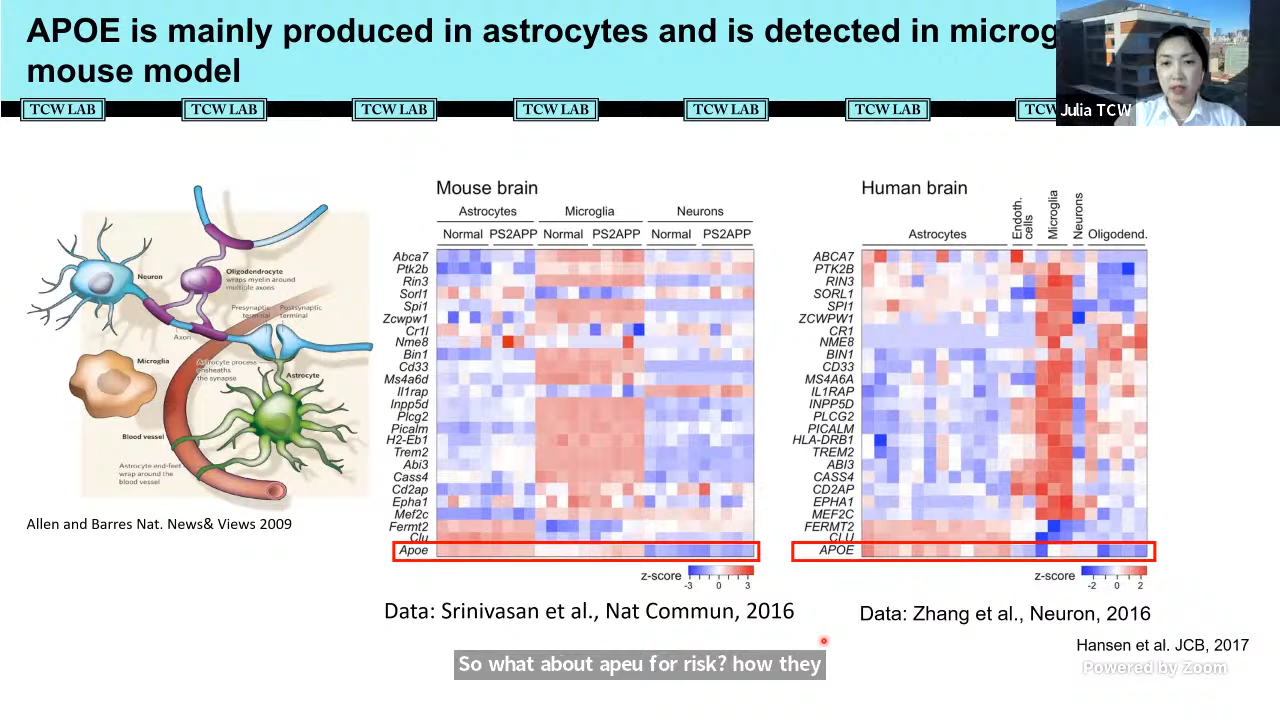 APOE is mainly produced in astrocytes and is detected in microg
mouse model
TCW LAB
TCW LAB
TCW LAB
TCW LAB
TCW LAB
TCW LAB
TCW
Julia TCW
Neuron
Oligodendrocyte
wraps myelin around
multiple axons
Presynaptic
terminal
Postsynaptic
terminal
Axon
Microglia
Astrocyte process
ensheaths
the synapse
Astrocyte
Blood vessel
Astrocyte end-feet
wrap around the
blood vessel
Allen and Barres Nat. News& Views 2009
Mouse brain
Astrocytes Microglia Neurons
Normal PS2APP Normal PS2APP Normal PS2APP
Abca7
Ptk2b
Rin3
Sorl1
Spi1
Zcwpw1
Cr1l
Nme8
Bin1
Cd33
Ms4a6d
Il1rap
Inpp5d
Plcg2
Picalm
H2-Eb1
Trem2
Abi3
Cass4
Cd2ap
Epha1
Mef2c
Fermt2
Clu
Apoe
z-score
-3 0 3
Data: Srinivasan et al., Nat Commun, 2016
Human brain
Astrocytes
Endoth.
cells
Microglia
Neurons
Oligodend.
ABCA7
PTK2B
RIN3
SORL1
SPI1
ZCWPW1
CR1
NME8
BIN1
CD33
MS4A6A
IL1RAP
INPP5D
PLCG2
PICALM
HLA-DRB1
TREM2
ABI3
CASS4
CD2AP
EPHA1
MEF2C
FERMT2
CLU
APOE
z-score
-2 0 2
Data: Zhang et al., Neuron, 2016
Hansen et al. JCB, 2017
So what about apeu for risk? how they
Powered by Zoom